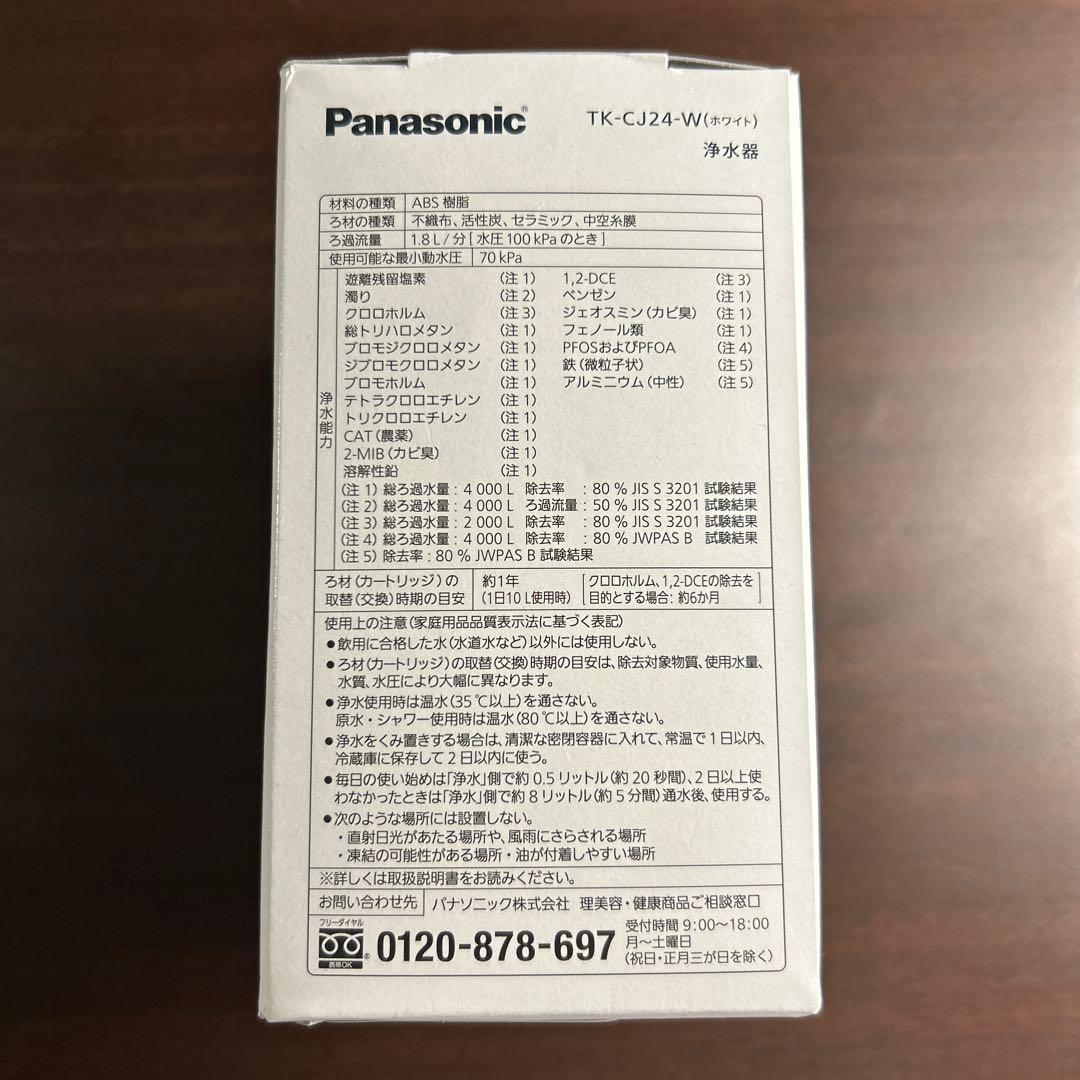 Panasonic®
TK-CJ24-W(ホワイト)
浄水器
材料の種類 ABS 樹脂
ろ材の種類 不織布、活性炭、セラミック、中空糸膜
ろ過流量 1.8 L / 分 [ 水圧 100 kPa のとき ]
使用可能な最小動水圧 70 kPa
浄水能力
遊離残留塩素 (注 1) 1,2-DCE (注 3)
濁り (注 2) ベンゼン (注 1)
クロロホルム (注 3) ジェオスミン(カビ臭) (注 1)
総トリハロメタン (注 1) フェノール類 (注 1)
ブロモジクロロメタン (注 1) PFOSおよびPFOA (注 4)
ジブロモクロロメタン (注 1) 鉄(微粒子状) (注 5)
ブロモホルム (注 1) アルミニウム(中性) (注 5)
テトラクロロエチレン (注 1)
トリクロロエチレン (注 1)
CAT(農薬) (注 1)
2-MIB(カビ臭) (注 1)
溶解性鉛 (注 1)
(注 1) 総ろ過水量 : 4 000 L 除去率 : 80 % JIS S 3201 試験結果
(注 2) 総ろ過水量 : 4 000 L ろ過流量 : 50 % JIS S 3201 試験結果
(注 3) 総ろ過水量 : 2 000 L 除去率 : 80 % JIS S 3201 試験結果
(注 4) 総ろ過水量 : 4 000 L 除去率 : 80 % JWPAS B 試験結果
(注 5) 除去率 : 80 % JWPAS B 試験結果
ろ材(カートリッジ)の 約1年 [クロロホルム、1,2-DCEの除去を
取替(交換)時期の目安 (1日10 L使用時) 目的とする場合: 約6か月]
使用上の注意(家庭用品品質表示法に基づく表記)
●飲用に合格した水(水道水など)以外には使用しない。
●ろ材(カートリッジ)の取替(交換)時期の目安は、除去対象物質、使用水量、
水質、水圧により大幅に異なります。
●浄水使用時は温水(35 ℃以上)を通さない。
原水・シャワー使用時は温水(80 ℃以上)を通さない。
●浄水をくみ置きする場合は、清潔な密閉容器に入れて、常温で 1 日以内、
冷蔵庫に保存して 2 日以内に使う。
●毎日の使い始めは「浄水」側で約 0.5 リットル(約 20 秒間)、2 日以上使
わなかったときは「浄水」側で約 8 リットル(約 5 分間)通水後、使用する。
●次のような場所には設置しない。
・直射日光があたる場所や、風雨にさらされる場所
・凍結の可能性がある場所・油が付着しやすい場所
※詳しくは取扱説明書をお読みください。
お問い合わせ先 パナソニック株式会社 理美容・健康商品ご相談窓口
フリーダイヤル
携帯OK
® 0120-878-697
受付時間 9:00〜18:00
月〜土曜日
(祝日・正月三が日を除く)